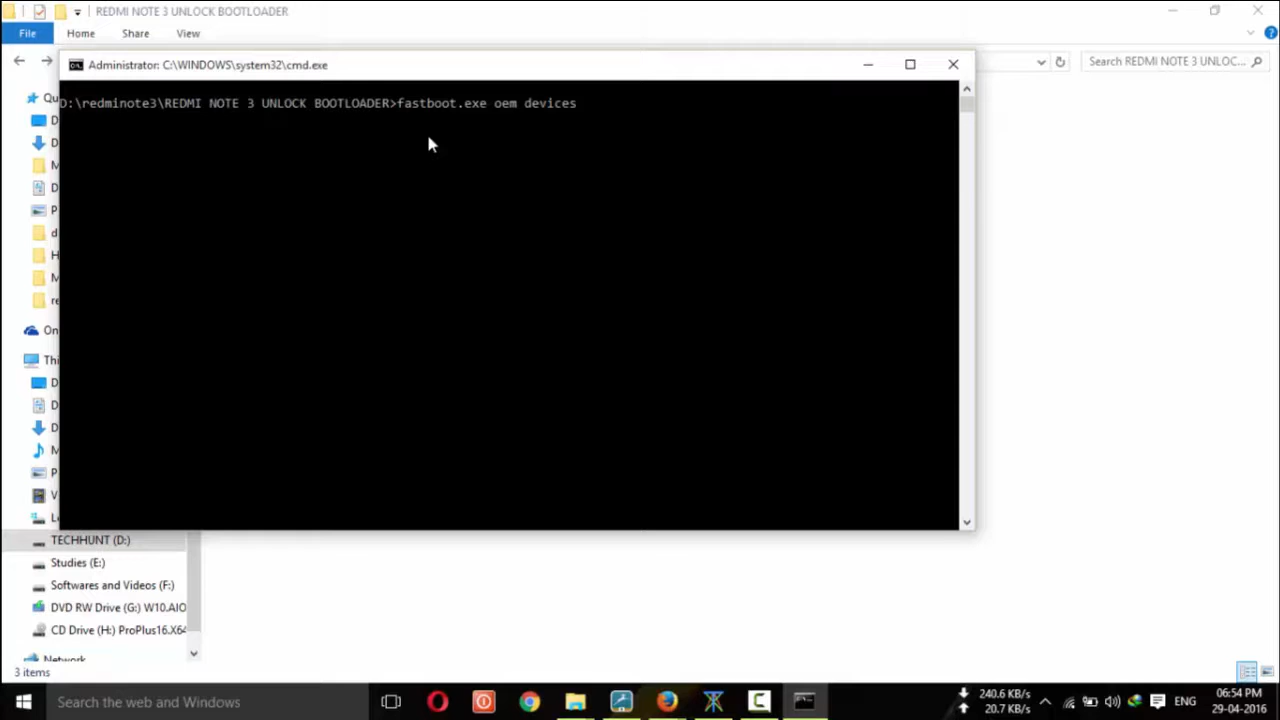 REDMI NOTE 3 UNLOCK BOOTLOADER
File Home Share View
Administrator: C:\WINDOWS\system32\cmd.exe
Search REDMI NOTE 3 UNLOC...
D:\redminote3\REDMI NOTE 3 UNLOCK BOOTLOADER>fastboot.exe oem devices
Qu
D
D
M
D
P
d
H
M
re
On
Thi
D
D
D
M
P
V
Lo
TECHHUNT (D:)
Studies (E:)
Softwares and Videos (F:)
DVD RW Drive (G:) W10.AIO
CD Drive (H:) ProPlus16.X64
Network
3 items
Search the web and Windows
240.6 KB/s
20.7 KB/s
ENG
06:54 PM
29-04-2016